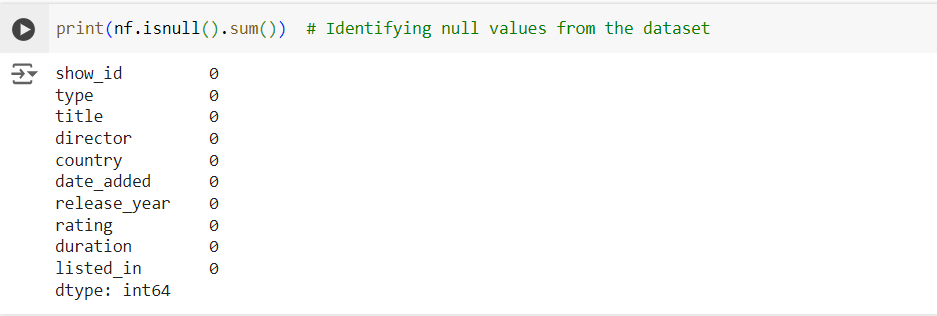 print(nf.isnull().sum())  # Identifying null values from the dataset
show_id         0
type            0
title           0
director        0
country         0
date_added      0
release_year    0
rating          0
duration        0
listed_in       0
dtype: int64